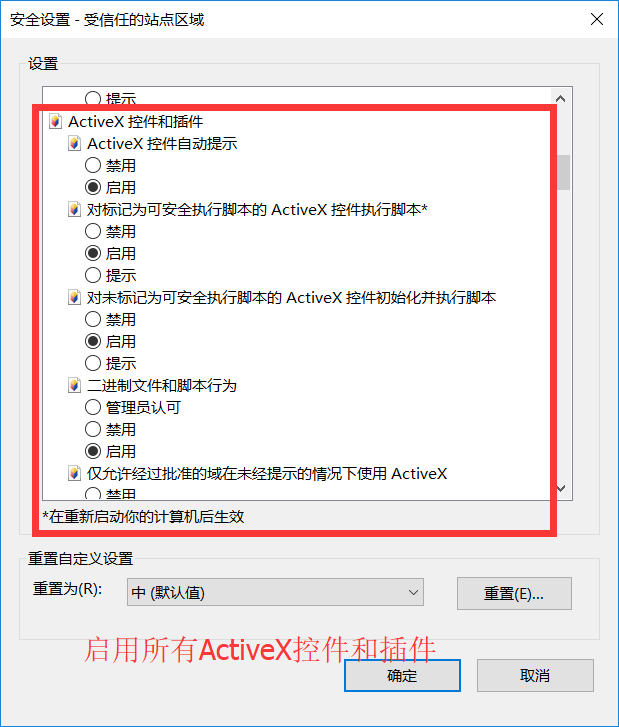 安全设置 - 受信任的站点区域
设置
提示
ActiveX 控件和插件
ActiveX 控件自动提示
禁用
启用
对标记为可安全执行脚本的 ActiveX 控件执行脚本*
禁用
启用
提示
对未标记为可安全执行脚本的 ActiveX 控件初始化并执行脚本
禁用
启用
提示
二进制文件和脚本行为
管理员认可
禁用
启用
仅允许经过批准的域在未经提示的情况下使用 ActiveX
禁用
*在重新启动你的计算机后生效
重置自定义设置
重置为(R):
中 (默认值)
重置(E)...
启用所有ActiveX控件和插件
确定
取消